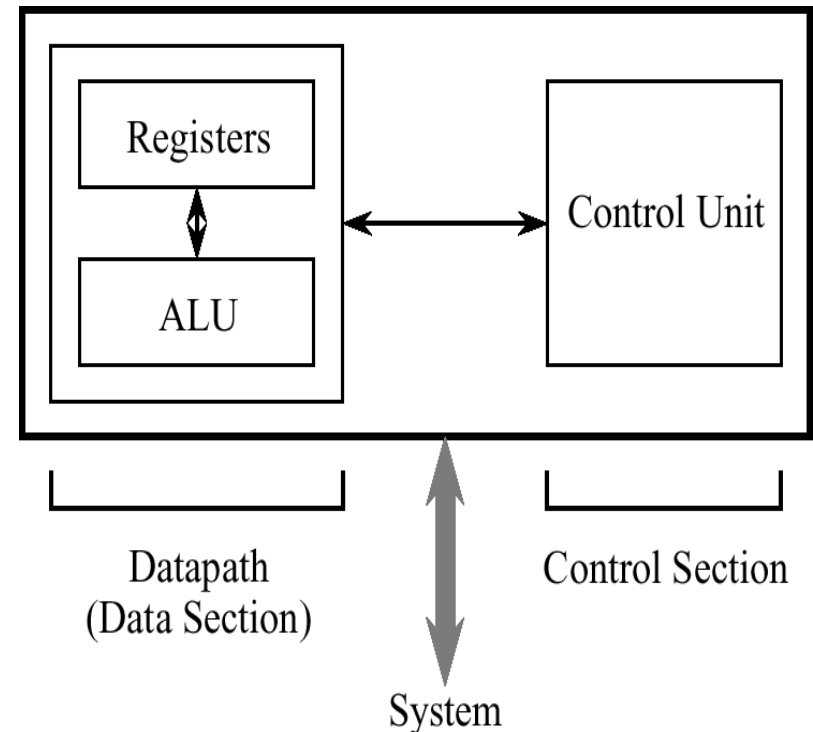 Registers
ALU
Control Unit
Datapath
(Data Section)
Control Section
System